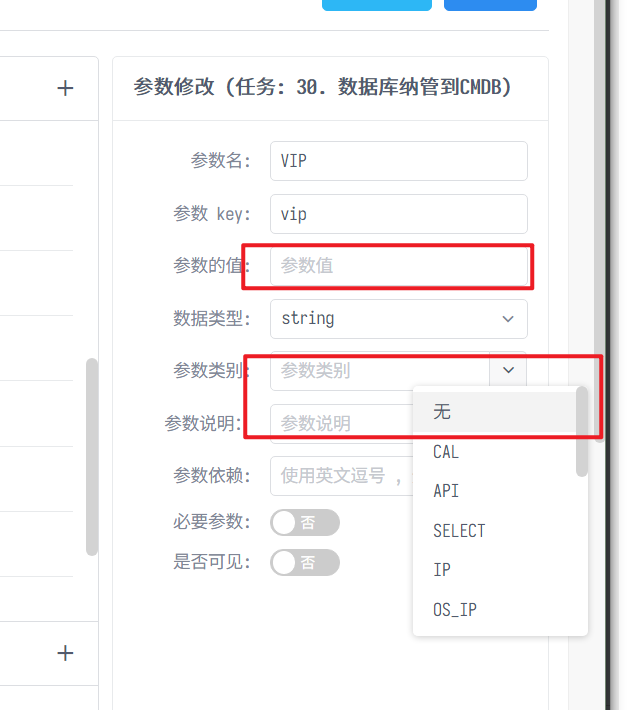 参数修改（任务：30. 数据库纳管到CMDB）
参数名： VIP
参数 key： vip
参数的值： 参数值
数据类型： string
参数类别： 参数类别
无
参数说明： 参数说明
CAL
参数依赖： 使用英文逗号 ，
API
必要参数： 否
SELECT
是否可见： 否
IP
OS_IP